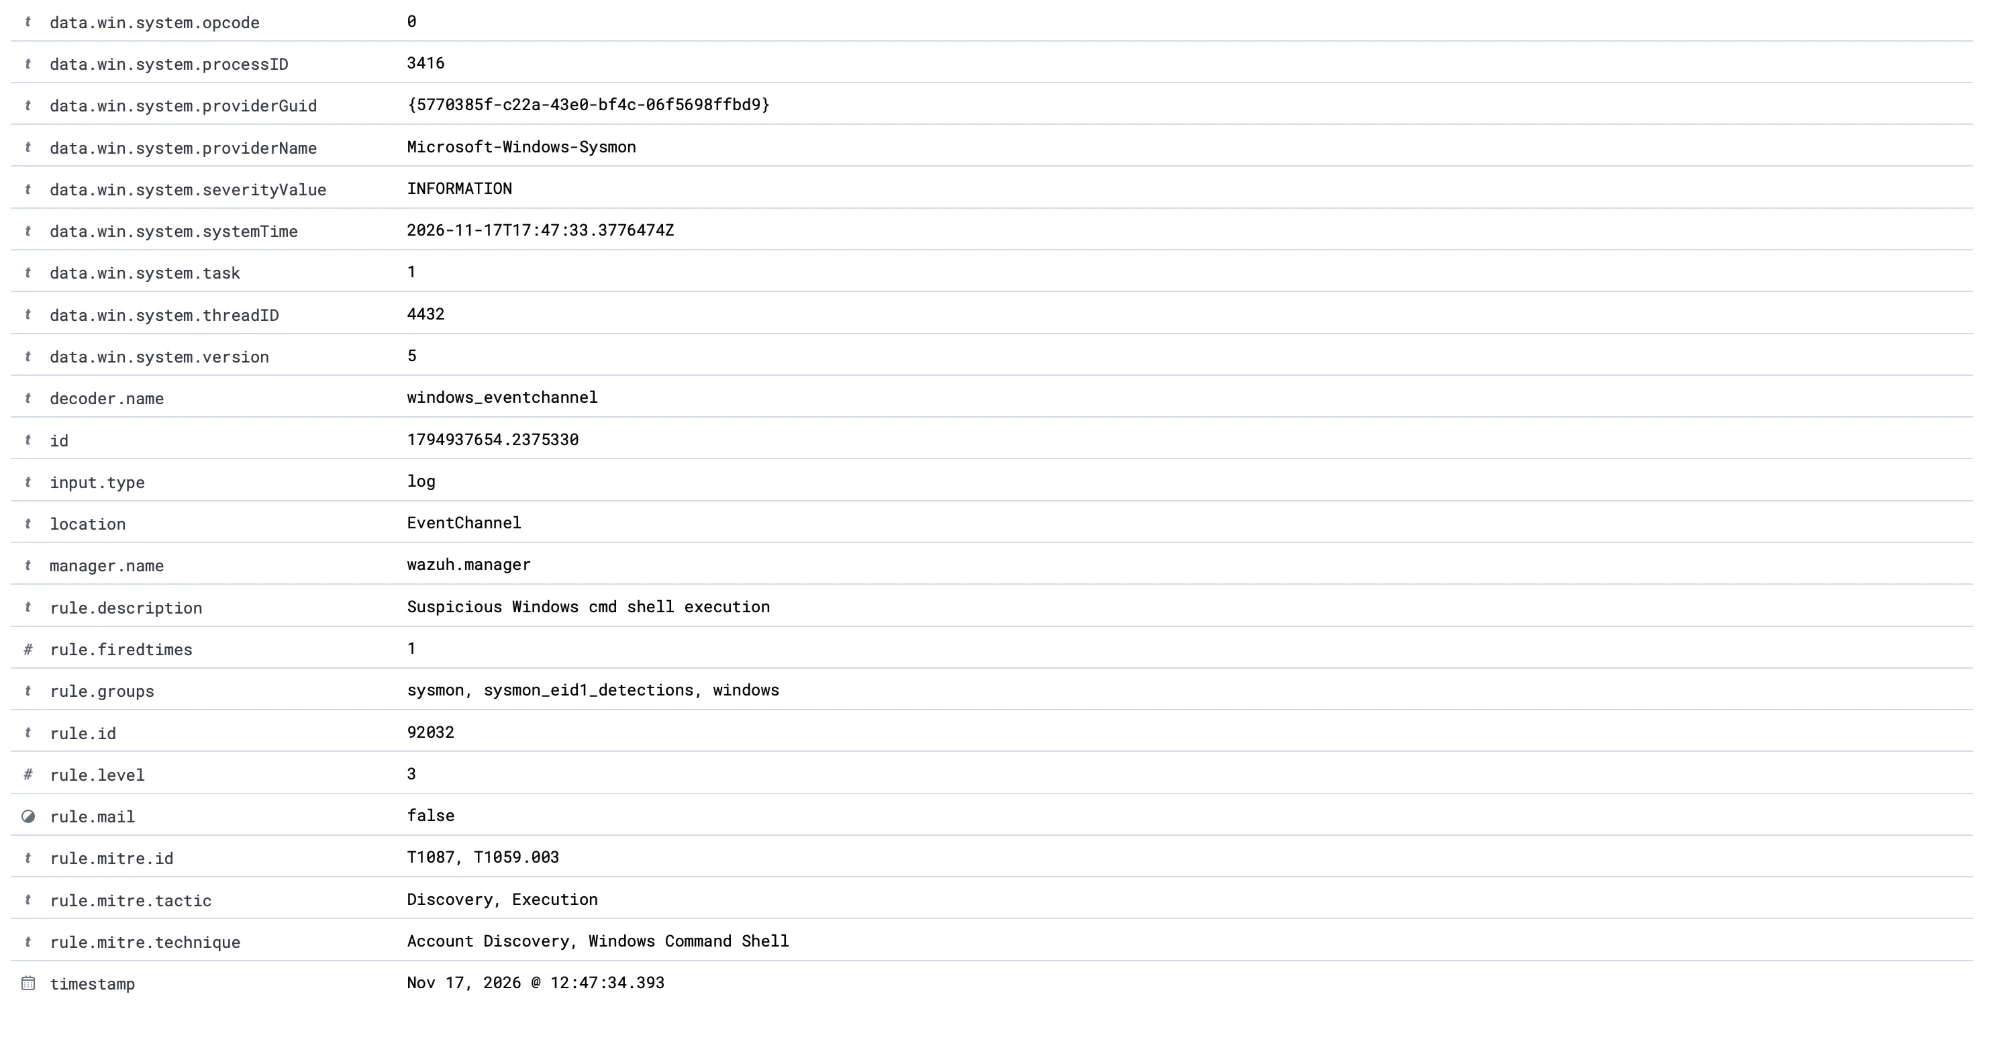 t data.win.system.opcode 0
t data.win.system.processID 3416
t data.win.system.providerGuid {5770385f-c22a-43e0-bf4c-06f5698ffbd9}
t data.win.system.providerName Microsoft-Windows-Sysmon
t data.win.system.severityValue INFORMATION
t data.win.system.systemTime 2026-11-17T17:47:33.3776474Z
t data.win.system.task 1
t data.win.system.threadID 4432
t data.win.system.version 5
t decoder.name windows_eventchannel
t id 1794937654.2375330
t input.type log
t location EventChannel
t manager.name wazuh.manager
t rule.description Suspicious Windows cmd shell execution
# rule.firedtimes 1
t rule.groups sysmon, sysmon_eid1_detections, windows
t rule.id 92032
# rule.level 3
rule.mail false
t rule.mitre.id T1087, T1059.003
t rule.mitre.tactic Discovery, Execution
t rule.mitre.technique Account Discovery, Windows Command Shell
timestamp Nov 17, 2026 @ 12:47:34.393